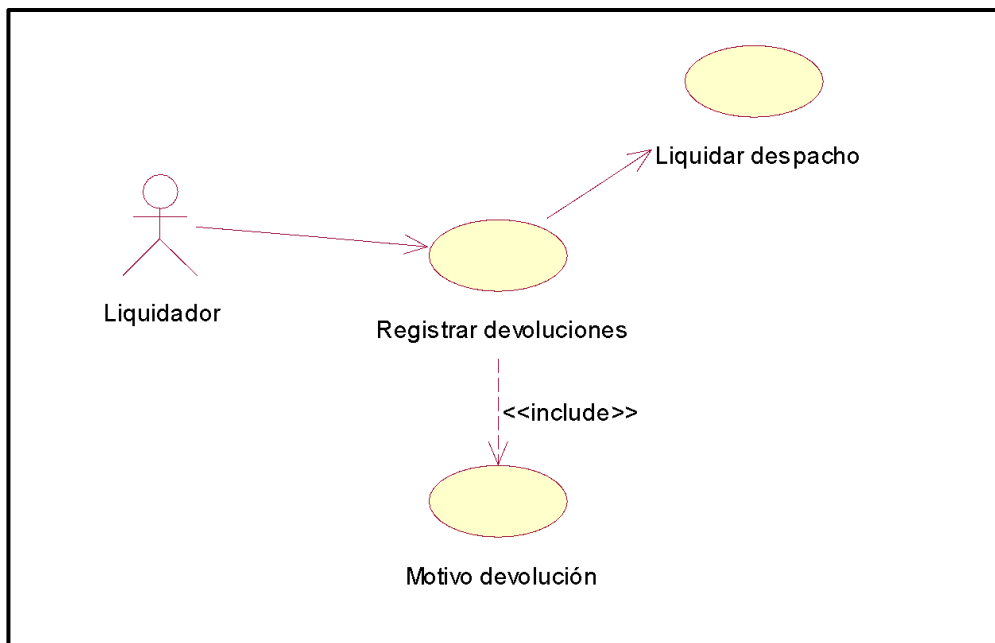 Liquidar despacho
Liquidador
Registrar devoluciones
<<include>>
Motivo devolución